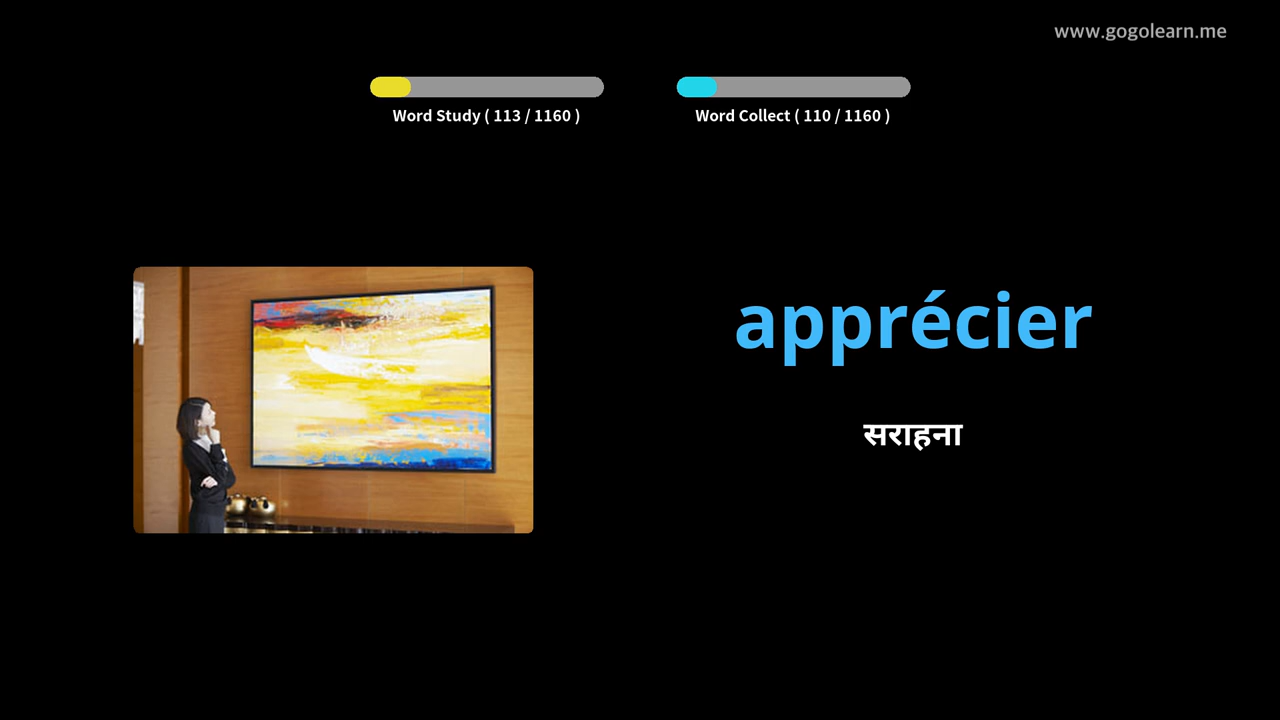 www.gogolearn.me
Word Study ( 113 / 1160 )
Word Collect ( 110 / 1160 )
apprécier
सराहना